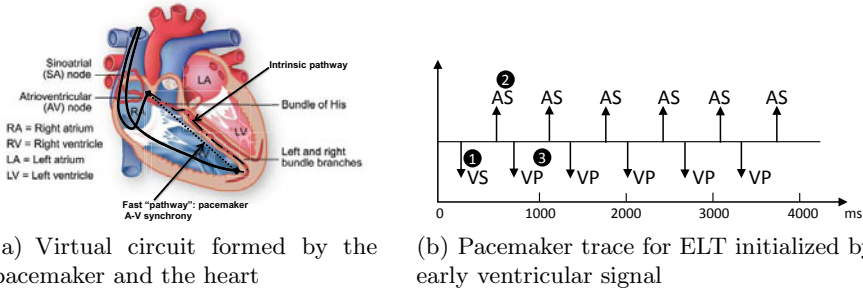 Sinoatrial
(SA) node
Atrioventricular
(AV) node
RA = Right atrium
RV = Right ventricle
LA = Left atrium
LV = Left ventricle
LA
RA
LV
Intrinsic pathway
Bundle of His
Left and right
bundle branches
Fast “pathway”: pacemaker
A-V synchrony
a) Virtual circuit formed by the
pacemaker and the heart
2
AS AS AS AS AS AS
1 3
VS VP VP VP VP VP
0 1000 2000 3000 4000 ms
(b) Pacemaker trace for ELT initialized by
early ventricular signal